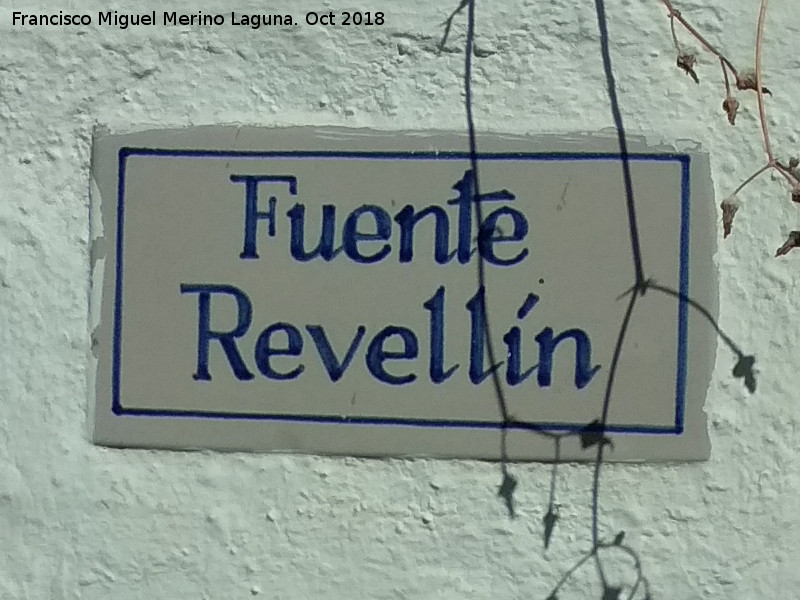 Francisco Miguel Merino Laguna. Oct 2018
Fuente
Revellín